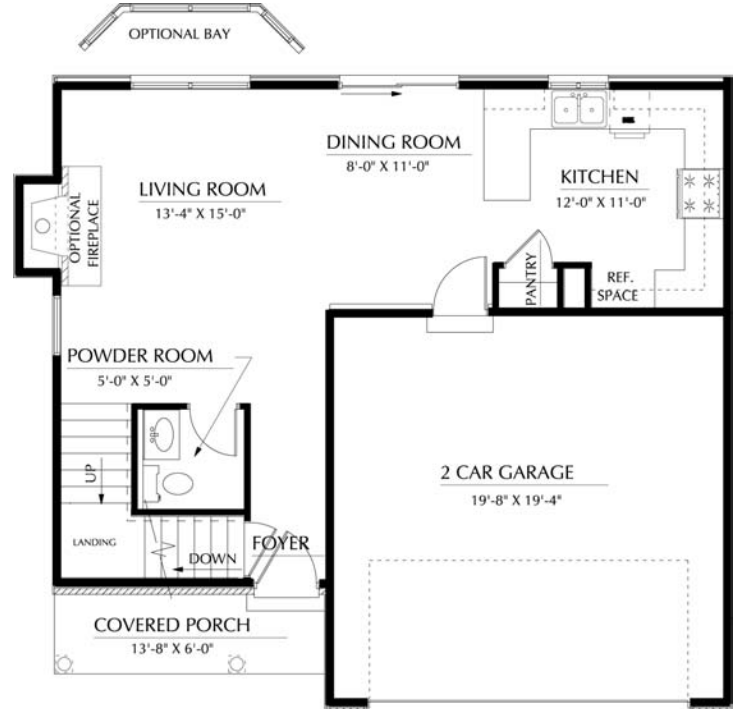 OPTIONAL BAY
DINING ROOM
8'-0" X 11'-0"
KITCHEN
12'-0" X 11'-0"
LIVING ROOM
13'-4" X 15'-0"
OPTIONAL
FIREPLACE
PANTRY
REF.
SPACE
POWDER ROOM
5'-0" X 5'-0"
UP
2 CAR GARAGE
19'-8" X 19'-4"
LANDING
DOWN
FOYER
COVERED PORCH
13'-8" X 6'-0"